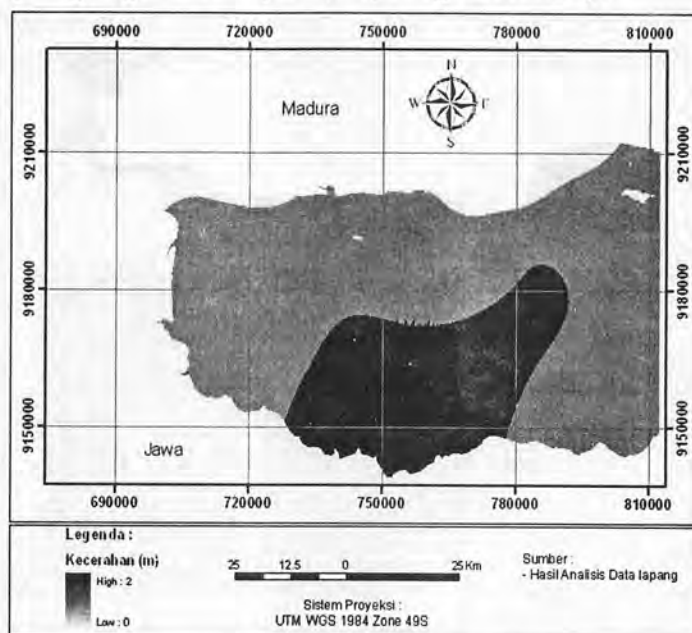 690000 720000 750000 780000 810000
N
W E
S
Madura
9210000 9210000
9180000 9180000
9150000 9150000
Jawa
690000 720000 750000 780000 810000
Legenda :
Kecerahan (m)
High : 2
Low : 0
25 12.5 0 25 Km
Sistem Proyeksi :
UTM WGS 1984 Zone 49S
Sumber :
- Hasil Analisis Data lapang